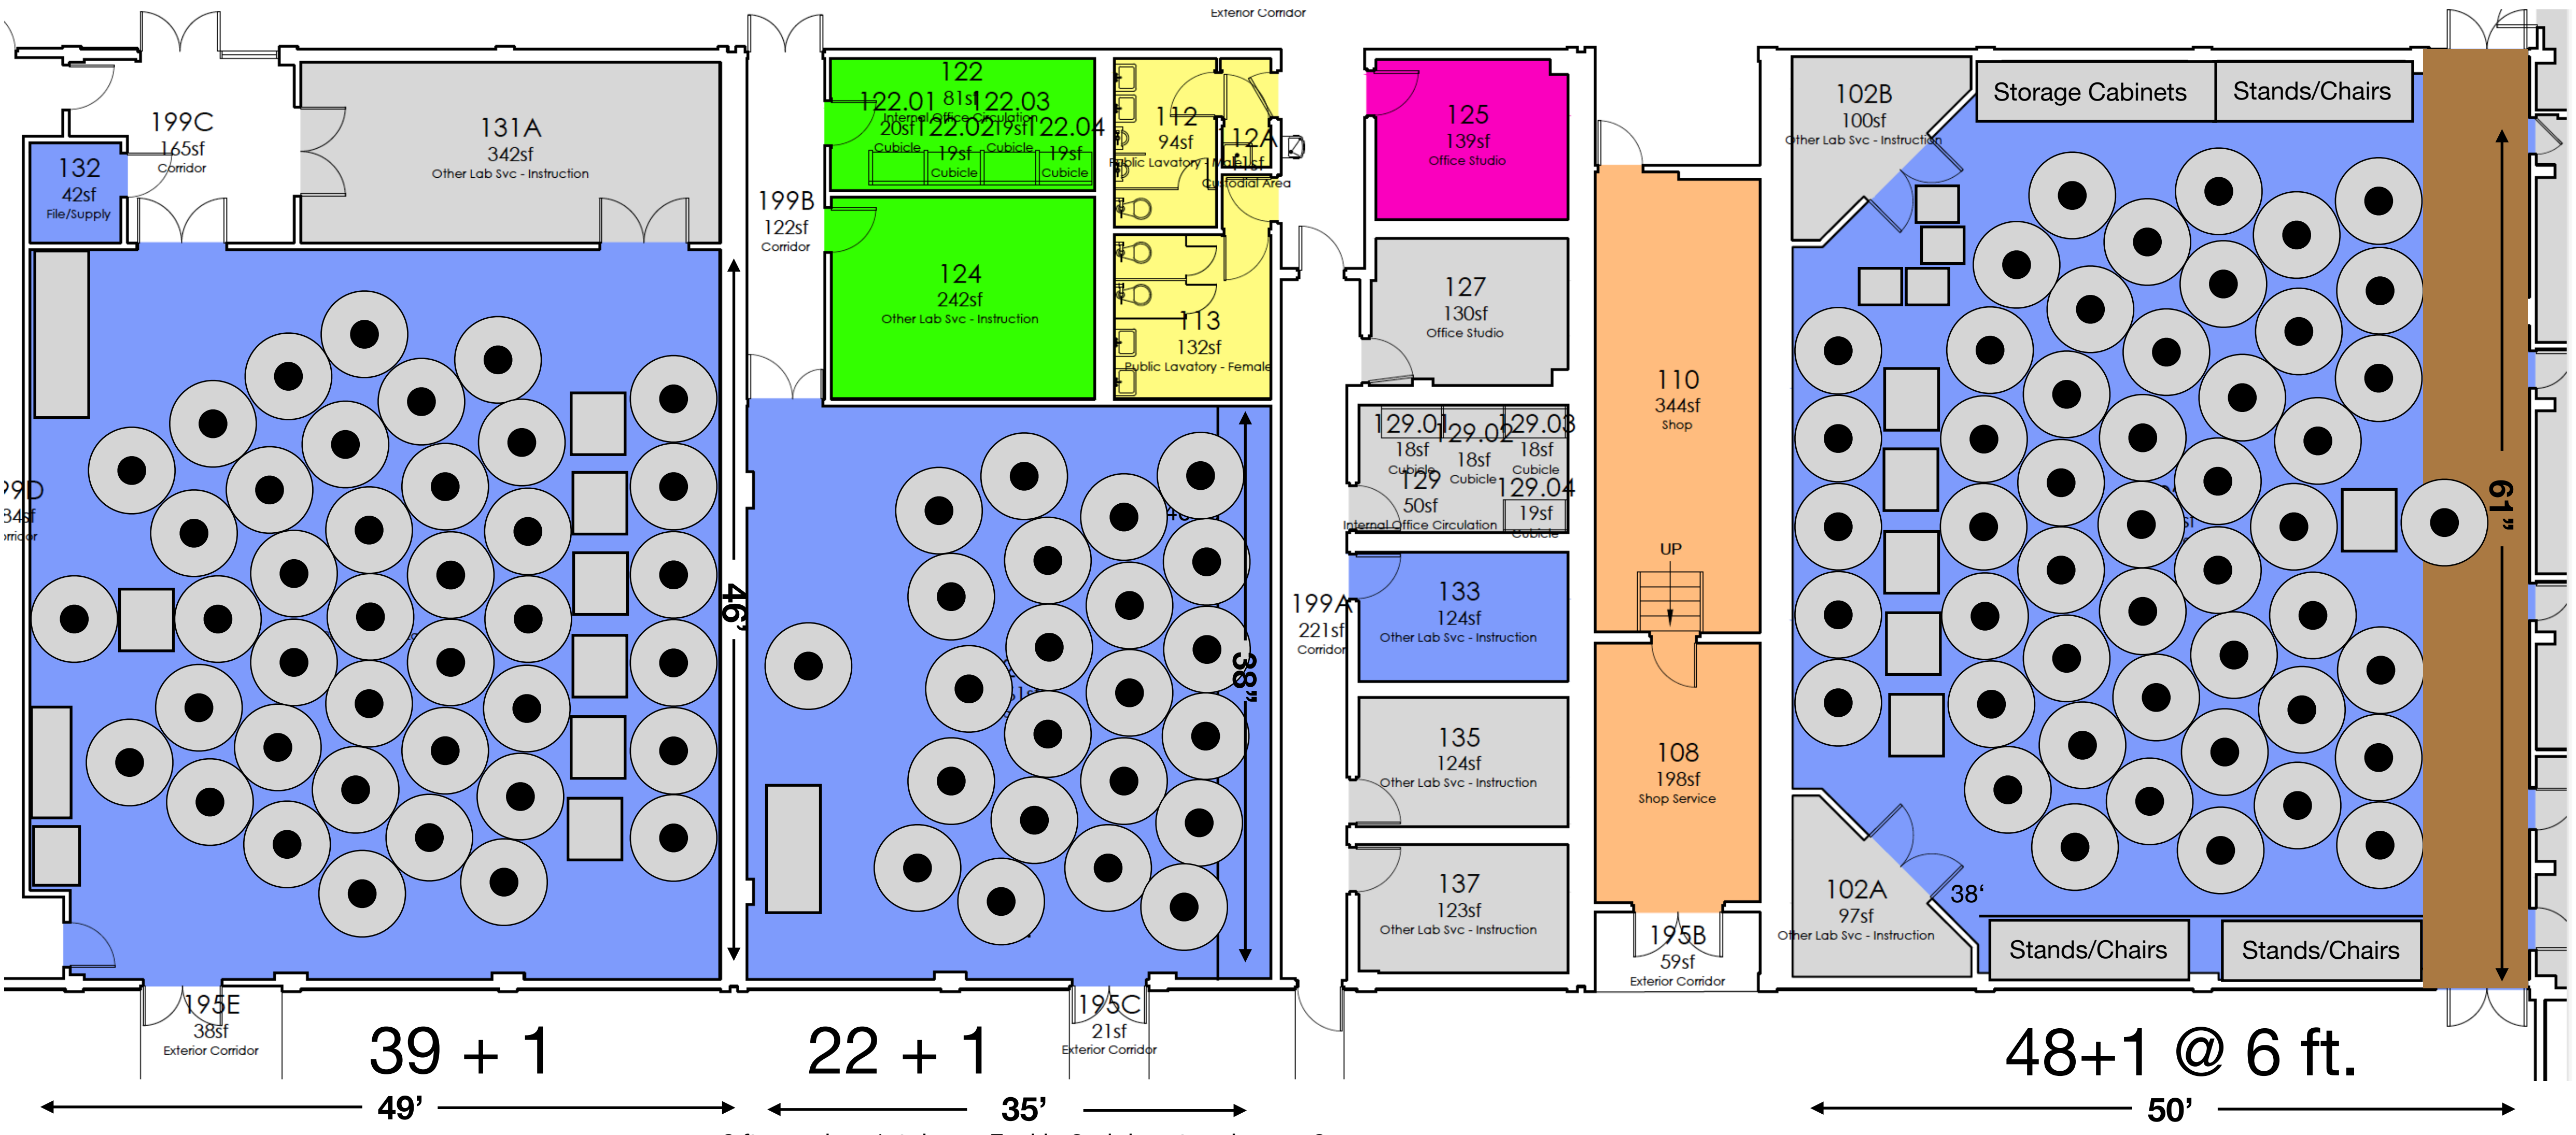 Exterior Corridor
199C
165sf
Corridor
132
42sf
File/Supply
131A
342sf
Other Lab Svc - Instruction
199B
122sf
Corridor
122
81sf
Internal Office Circulation
122.01
20sf
Cubicle
122.02
19sf
Cubicle
122.03
19sf
Cubicle
122.04
19sf
Cubicle
124
242sf
Other Lab Svc - Instruction
112
94sf
Public Lavatory - Male
12A
Custodial Area
113
132sf
Public Lavatory - Female
125
139sf
Office Studio
127
130sf
Office Studio
129.01
18sf
Cubicle
129.02
18sf
Cubicle
129.03
18sf
Cubicle
129
50sf
Internal Office Circulation
129.04
19sf
Cubicle
199A
221sf
Corridor
133
124sf
Other Lab Svc - Instruction
135
124sf
Other Lab Svc - Instruction
137
123sf
Other Lab Svc - Instruction
110
344sf
Shop
UP
108
198sf
Shop Service
195B
59sf
Exterior Corridor
102B
100sf
Other Lab Svc - Instruction
Storage Cabinets
Stands/Chairs
102A
97sf
Other Lab Svc - Instruction
38‘
Stands/Chairs
Stands/Chairs
61”
46’
38”
99D
84sf
195E
38sf
Exterior Corridor
195C
21sf
Exterior Corridor
39 + 1
22 + 1
48+1 @ 6 ft.
49’
35’
50’